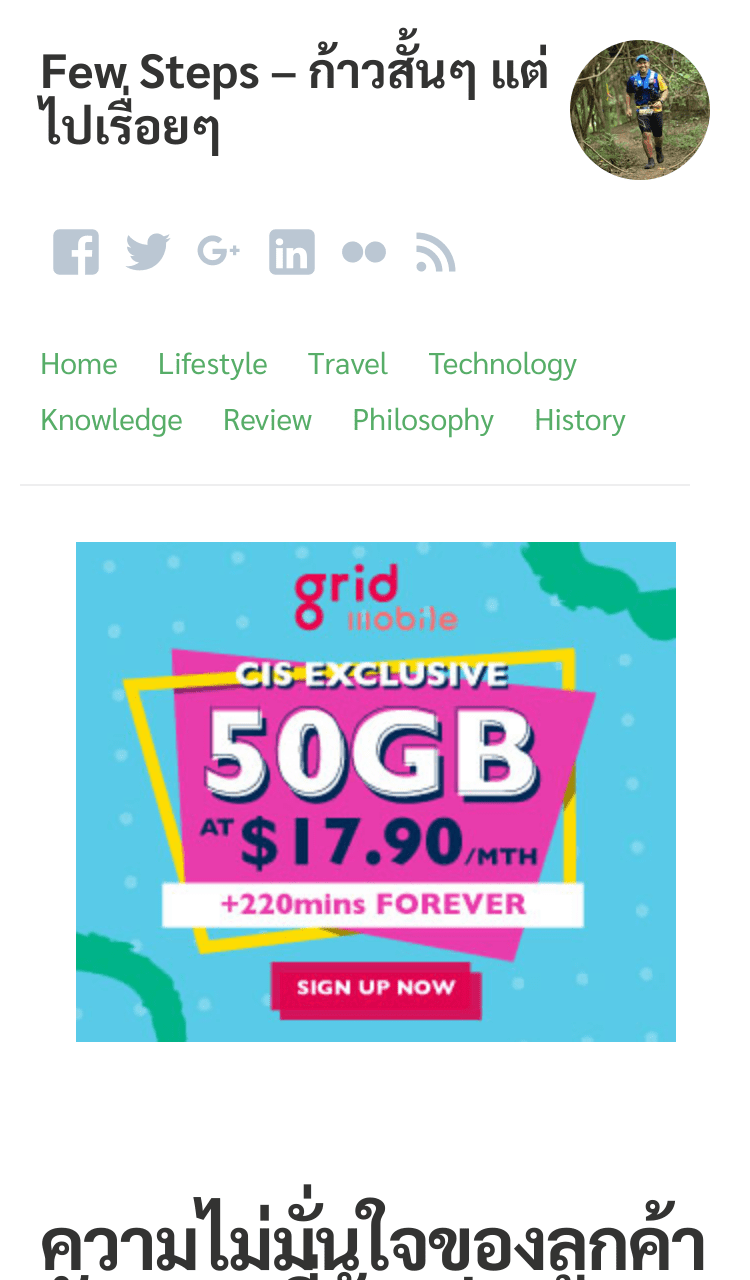 Few Steps – ก้าวสั้นๆ แต่
ไปเรื่อยๆ
Home Lifestyle Travel Technology
Knowledge Review Philosophy History
grid
mobile
CIS EXCLUSIVE
50GB
AT $17.90/MTH
+220mins FOREVER
SIGN UP NOW
ความไม่มั่นใจของลูกค้า